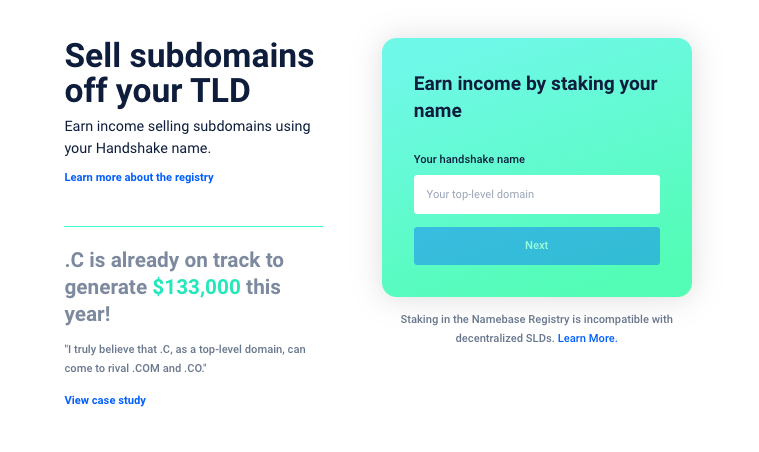 Sell subdomains
off your TLD
Earn income selling subdomains using
your Handshake name.
Learn more about the registry
.C is already on track to
generate $133,000 this
year!
"I truly believe that .C, as a top-level domain, can
come to rival .COM and .CO."
View case study
Earn income by staking your
name
Your handshake name
Your top-level domain
Next
Staking in the Namebase Registry is incompatible with
decentralized SLDs. Learn More.